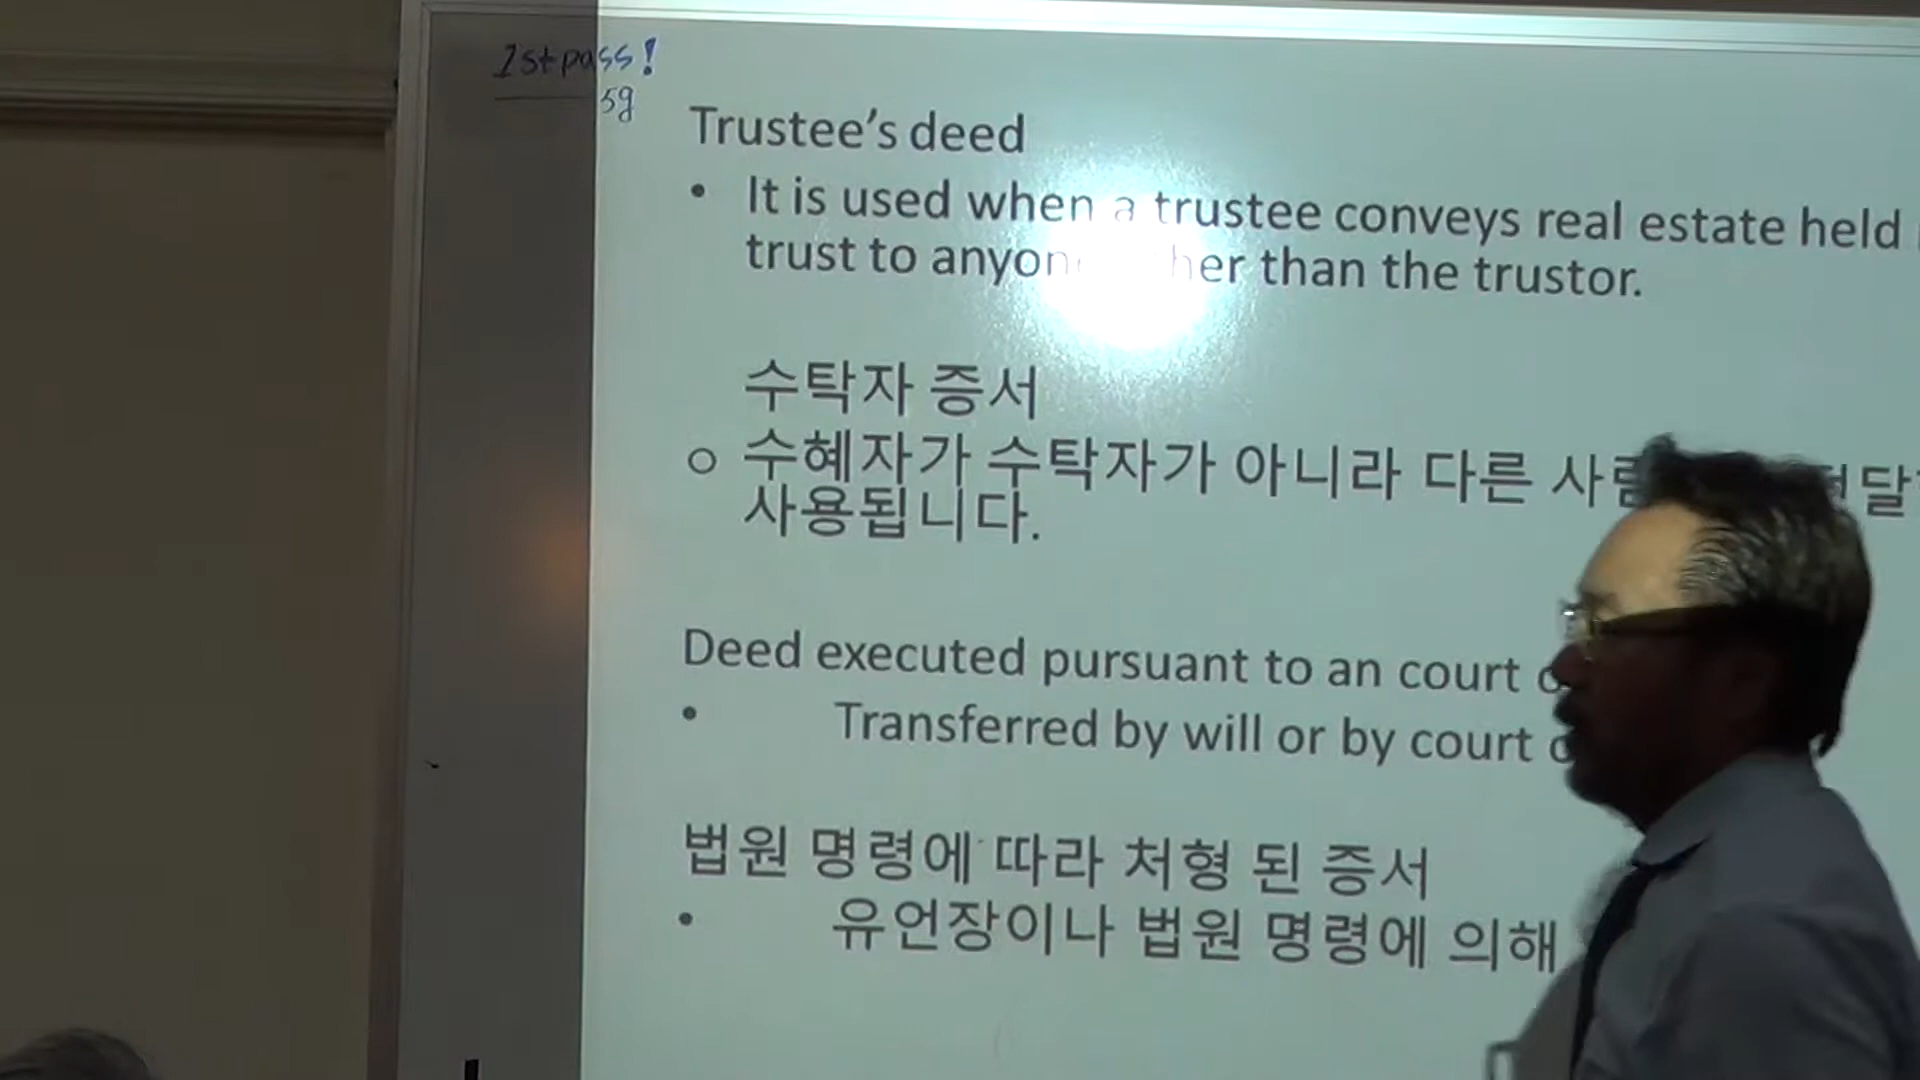 1st pass!
59
Trustee's deed
• It is used when a trustee conveys real estate held
trust to than the trustor.
수탁자 증서
○ 수혜자가 수탁자가 아니라 다른
사용됩니다.
Deed executed pursuant to an court
• Transferred by will or by court
법원 명령에 따라 처형 된 증서
• 유언장이나 법원 명령에 의해